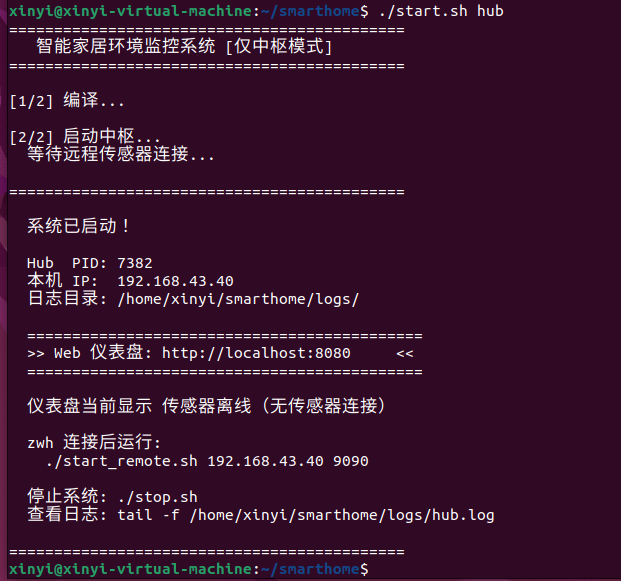 xinyi@xinyi-virtual-machine:~/smarthome$ ./start.sh hub
============================================
智能家居环境监控系统 [仅中枢模式]
============================================
[1/2] 编译...
[2/2] 启动中枢...
等待远程传感器连接...
============================================
系统已启动！
Hub  PID: 7382
本机 IP:  192.168.43.40
日志目录: /home/xinyi/smarthome/logs/
============================================
>> Web 仪表盘: http://localhost:8080     <<
============================================
仪表盘当前显示 传感器离线（无传感器连接）
zwh 连接后运行:
./start_remote.sh 192.168.43.40 9090
停止系统: ./stop.sh
查看日志: tail -f /home/xinyi/smarthome/logs/hub.log
============================================
xinyi@xinyi-virtual-machine:~/smarthome$